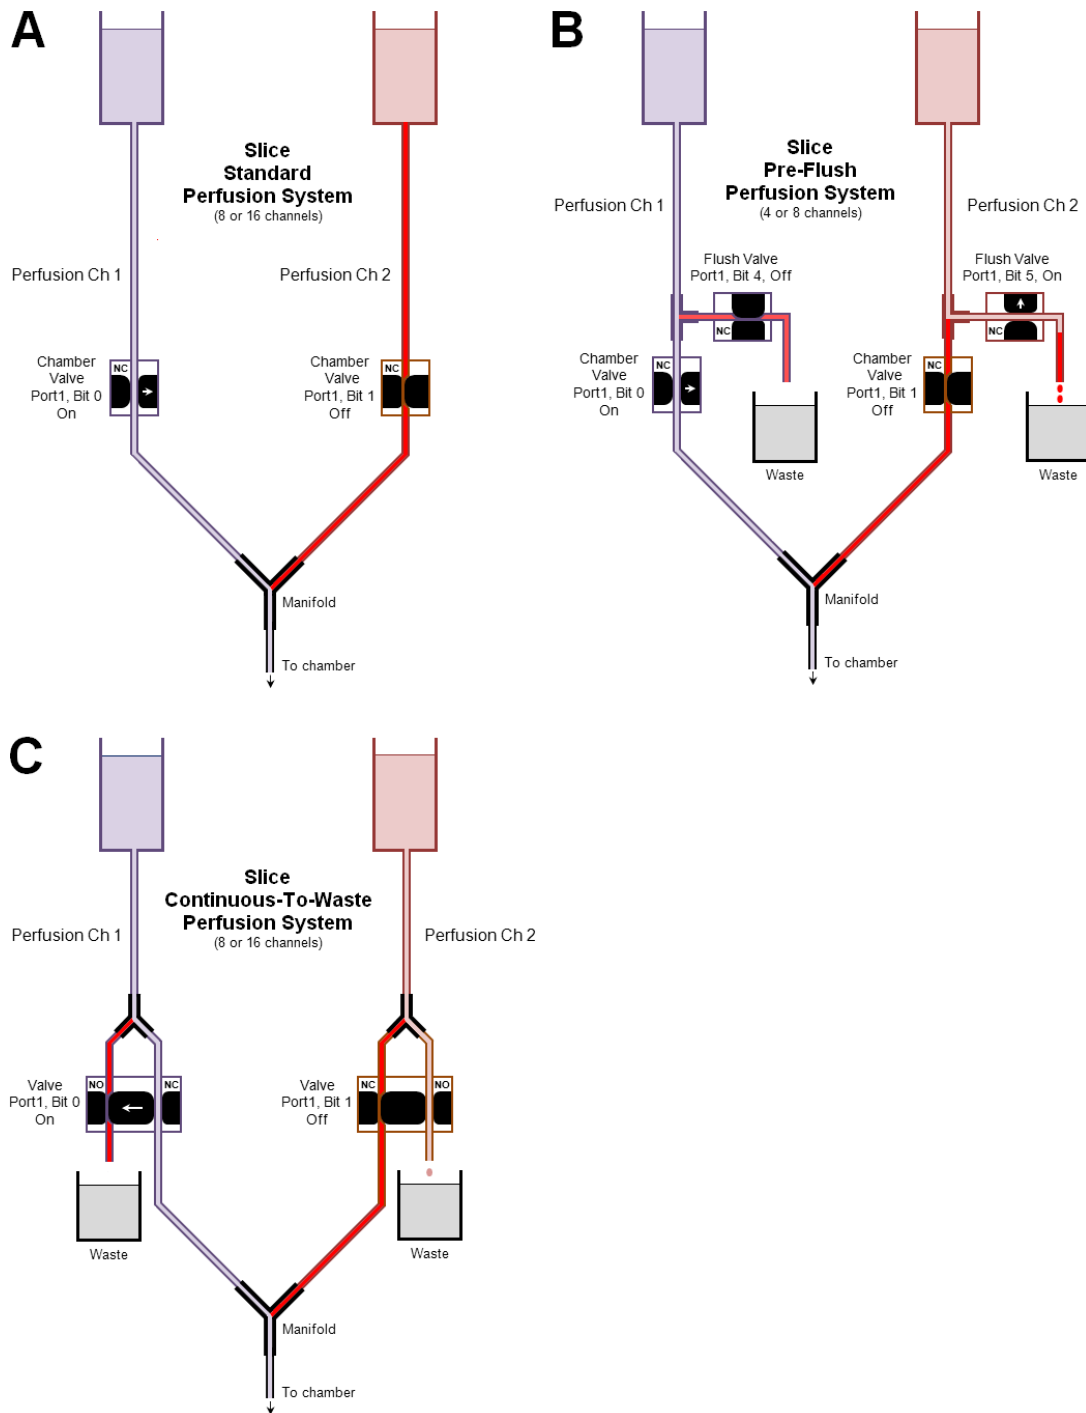 A
Slice
Standard
Perfusion System
(8 or 16 channels)
Perfusion Ch 1
Perfusion Ch 2
Chamber
Valve
Port1, Bit 0
On
NC
Chamber
Valve
Port1, Bit 1
Off
NC
Manifold
To chamber
B
Slice
Pre-Flush
Perfusion System
(4 or 8 channels)
Perfusion Ch 1
Perfusion Ch 2
Flush Valve
Port1, Bit 4, Off
NC
Flush Valve
Port1, Bit 5, On
NC
Chamber
Valve
Port1, Bit 0
On
NC
Chamber
Valve
Port1, Bit 1
Off
NC
Waste
Waste
Manifold
To chamber
C
Slice
Continuous-To-Waste
Perfusion System
(8 or 16 channels)
Perfusion Ch 1
Perfusion Ch 2
Valve
Port1, Bit 0
On
NO
NC
Valve
Port1, Bit 1
Off
NC
NO
Waste
Waste
Manifold
To chamber